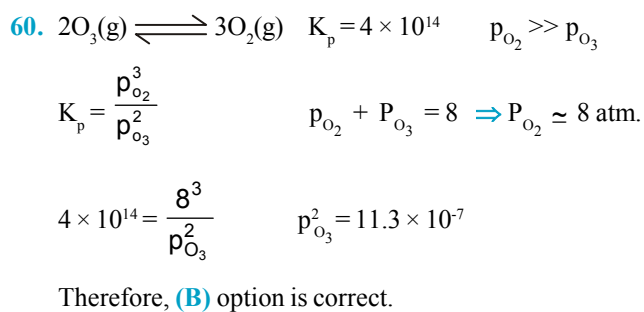 60. 2O₃(g) ⇌ 3O₂(g) Kₚ = 4 × 10¹⁴ p_O₂ >> p_O₃
Kₚ = p³_O₂ / p²_O₃ p_O₂ + P_O₃ = 8 ⇒ P_O₂ ≃ 8 atm.
4 × 10¹⁴ = 8³ / p²_O₃ p²_O₃ = 11.3 × 10⁻⁷
Therefore, (B) option is correct.